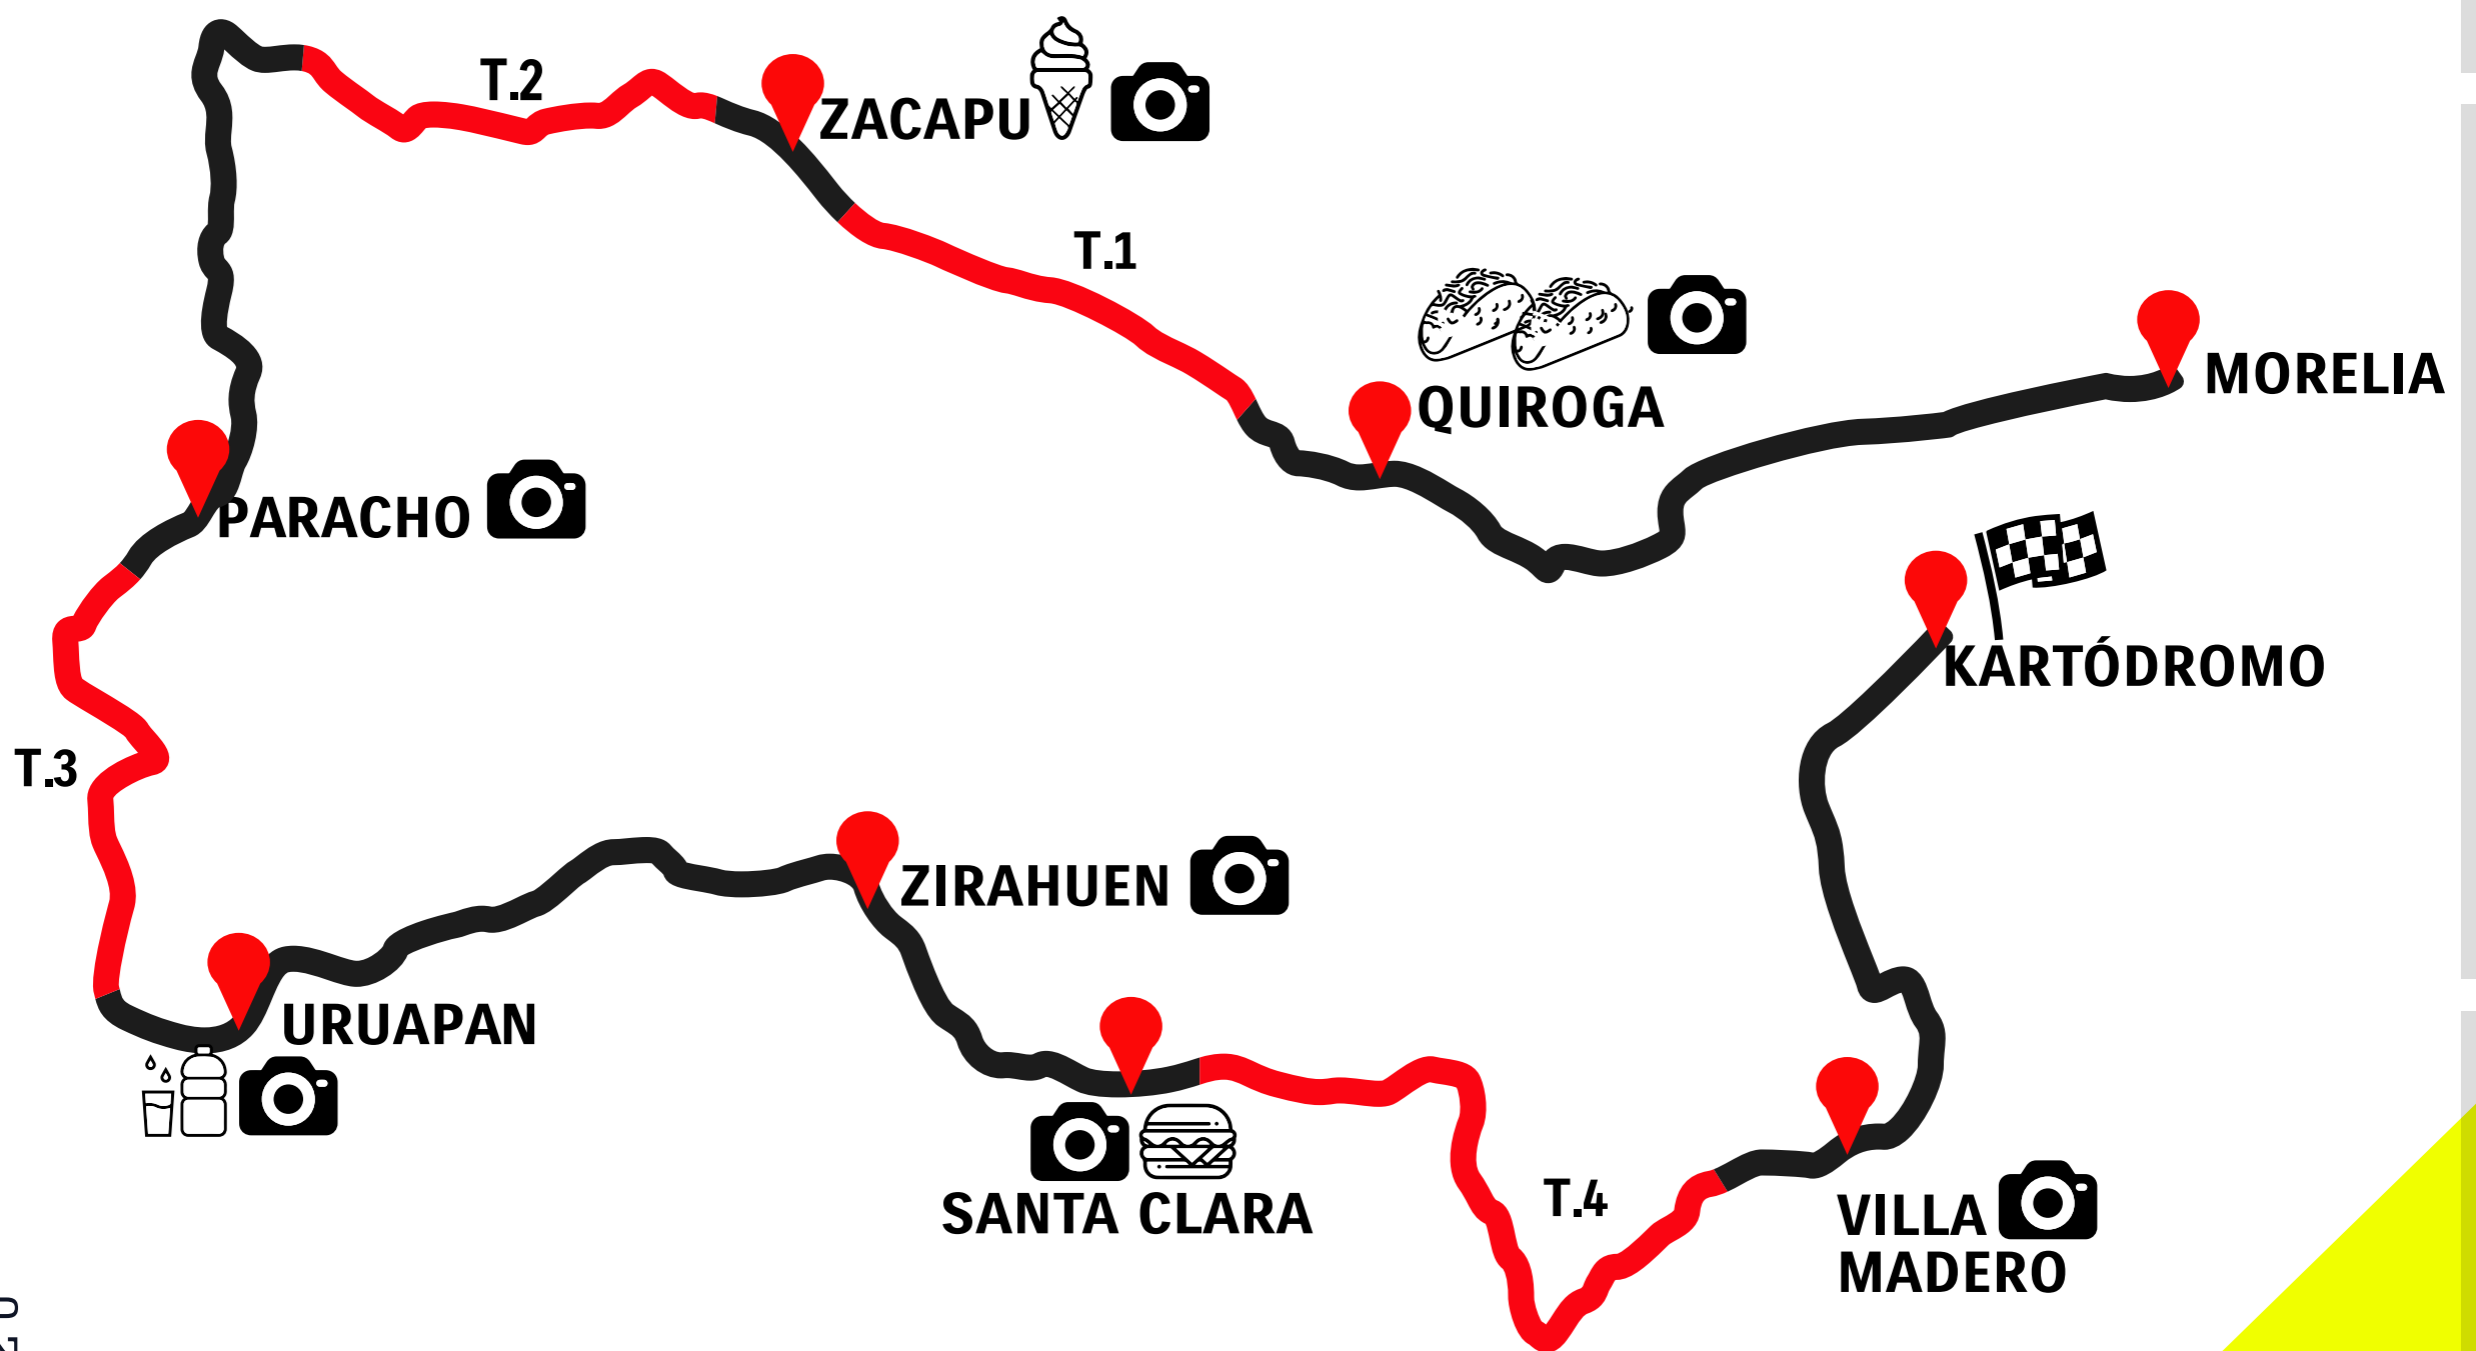 T.2
ZACAPU
T.1
QUIROGA
MORELIA
PARACHO
KARTÓDROMO
T.3
ZIRAHUEN
URUAPAN
SANTA CLARA
T.4
VILLA
MADERO